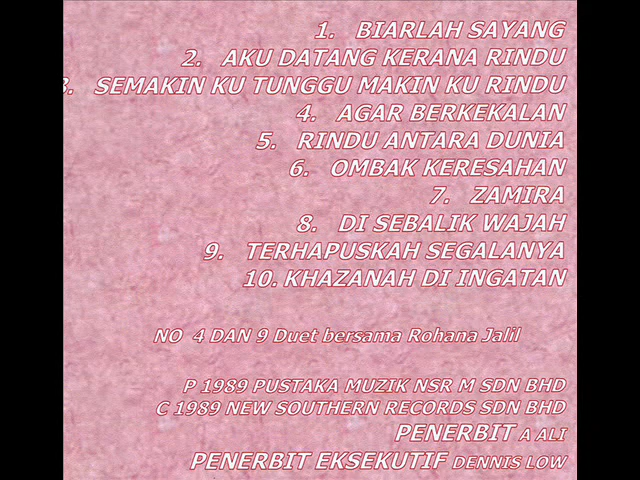 1. BIARLAH SAYANG
2. AKU DATANG KERANA RINDU
3. SEMAKIN KU TUNGGU MAKIN KU RINDU
4. AGAR BERKEKALAN
5. RINDU ANTARA DUNIA
6. OMBAK KERESAHAN
7. ZAMIRA
8. DI SEBALIK WAJAH
9. TERHAPUSKAH SEGALANYA
10. KHAZANAH DI INGATAN
NO 4 DAN 9 Duet bersama Rohana Jalil
P 1989 PUSTAKA MUZIK NSR M SDN BHD
C 1989 NEW SOUTHERN RECORDS SDN BHD
PENERBIT A ALI
PENERBIT EKSEKUTIF DENNIS LOW